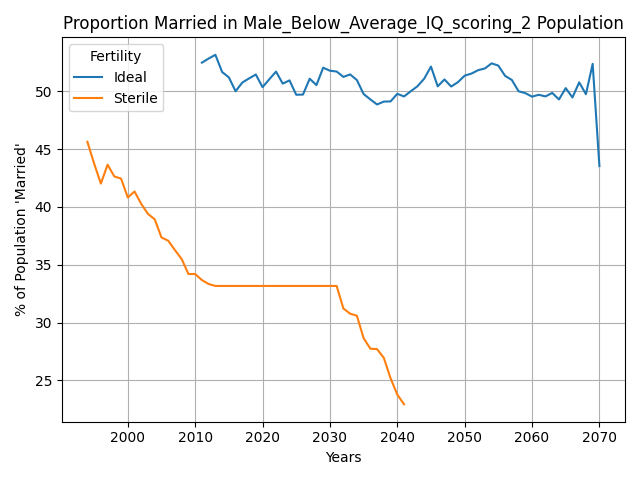 Proportion Married in Male_Below_Average_IQ_scoring_2 Population
Fertility
Ideal
Sterile
% of Population 'Married'
50
45
40
35
30
25
2000
2010
2020
2030
2040
2050
2060
2070
Years